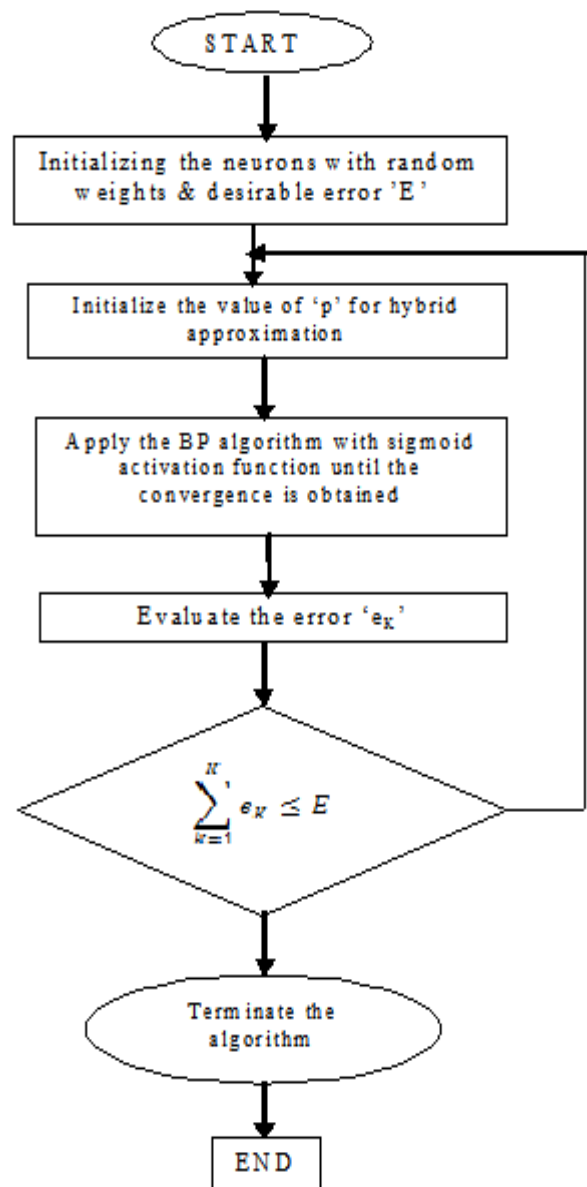 START
Initializing the neurons with random
weights & desirable error 'E'
Initialize the value of ‘p’ for hybrid
approximation
Apply the BP algorithm with sigmoid
activation function until the
convergence is obtained
Evaluate the error ‘eₖ’
K
∑ eₖ ≤ E
k=1
Terminate the
algorithm
END